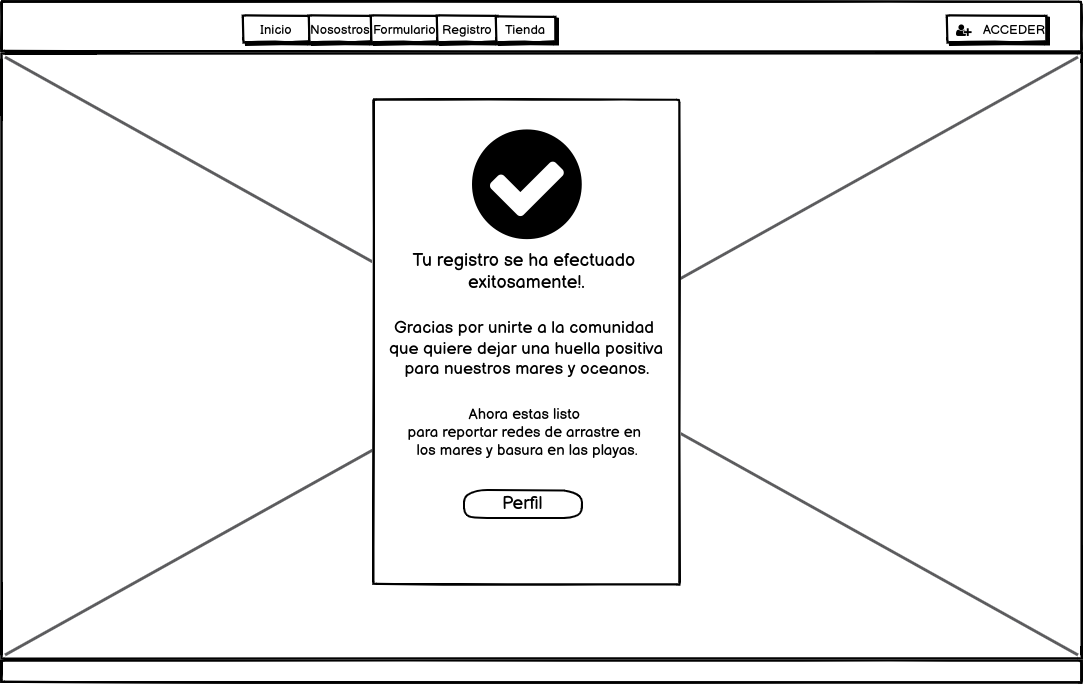 Inicio Nosostros Formulario Registro Tienda ACCEDER
Tu registro se ha efectuado
exitosamente!.
Gracias por unirte a la comunidad
que quiere dejar una huella positiva
para nuestros mares y oceanos.
Ahora estas listo
para reportar redes de arrastre en
los mares y basura en las playas.
Perfil